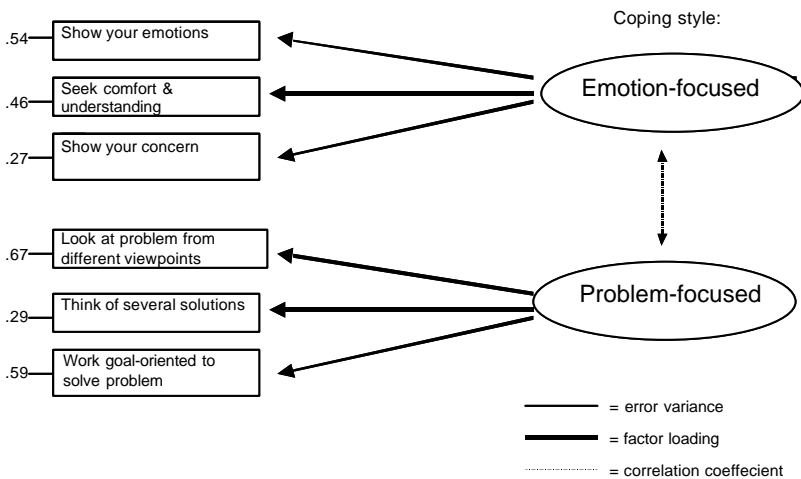 Coping style:
.54
Show your emotions
Emotion-focused
.46
Seek comfort &
understanding
.27
Show your concern
.67
Look at problem from
different viewpoints
Problem-focused
.29
Think of several solutions
.59
Work goal-oriented to
solve problem
= error variance
= factor loading
= correlation coeffecient